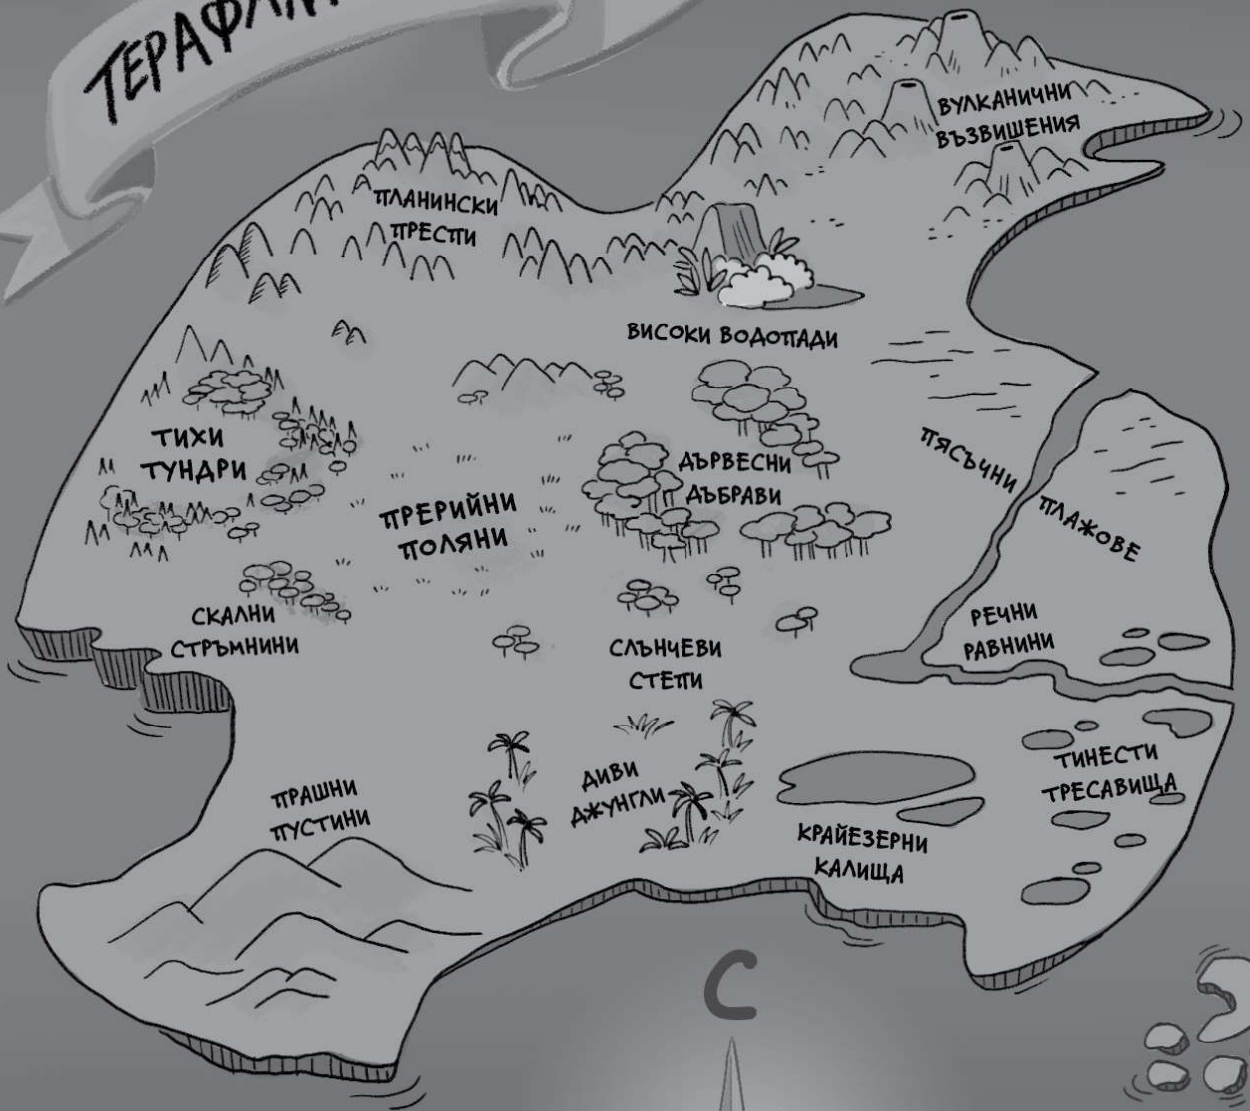 ВУЛКАНИЧНИ
ВЪЗВИШЕНИЯ
ПЛАНИНСКИ
ПРЕСПИ
ВИСОКИ ВОДОПАДИ
ТИХИ
ТУНДРИ
ПРЕРИЙНИ
ПОЛЯНИ
ДЪРВЕСНИ
ДЪБРАВИ
ПЯСЪЧНИ ПЛАЖОВЕ
СКАЛНИ
СТРЪМНИНИ
СЛЪНЧЕВИ
СТЕПИ
РЕЧНИ
РАВНИНИ
ПРАШНИ
ПУСТИНИ
ДИВИ
ДЖУНГЛИ
КРАЙЕЗЕРНИ
КАЛИЩА
ТИНЕСТИ
ТРЕСАВИЩА
С